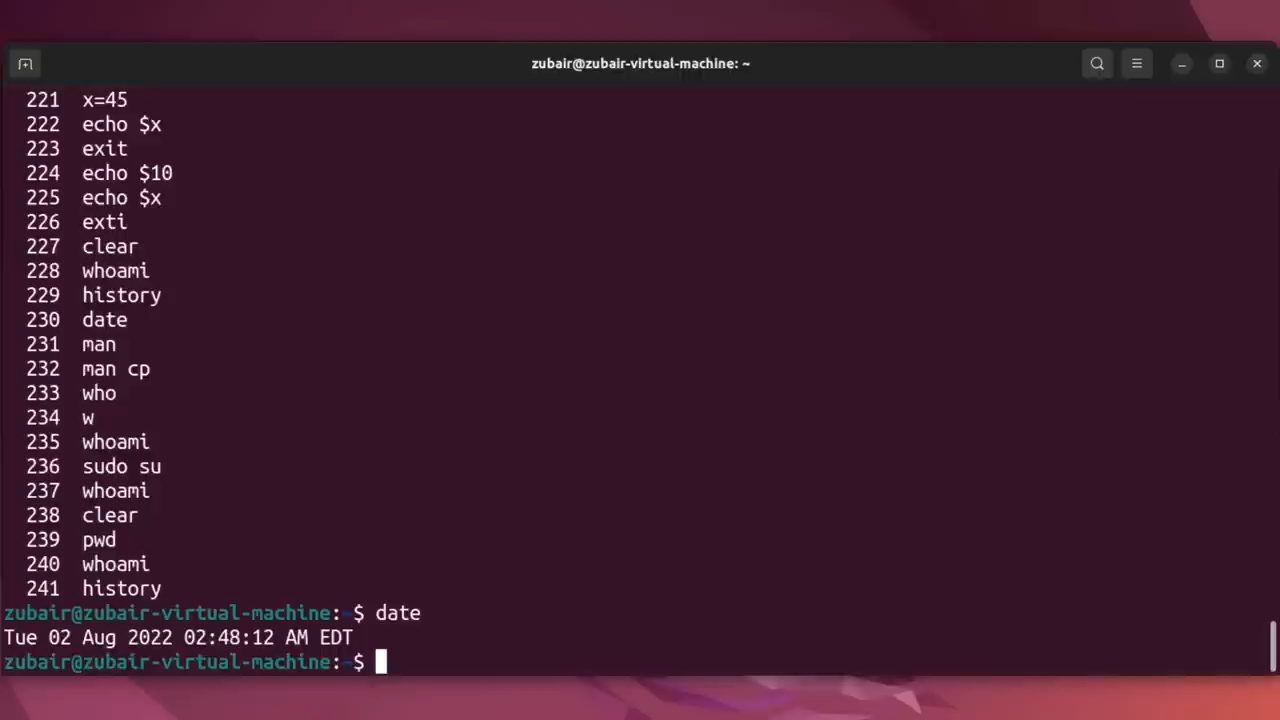 zubair@zubair-virtual-machine: ~
221 x=45
222 echo $x
223 exit
224 echo $10
225 echo $x
226 exti
227 clear
228 whoami
229 history
230 date
231 man
232 man cp
233 who
234 w
235 whoami
236 sudo su
237 whoami
238 clear
239 pwd
240 whoami
241 history
zubair@zubair-virtual-machine:~$ date
Tue 02 Aug 2022 02:48:12 AM EDT
zubair@zubair-virtual-machine:~$